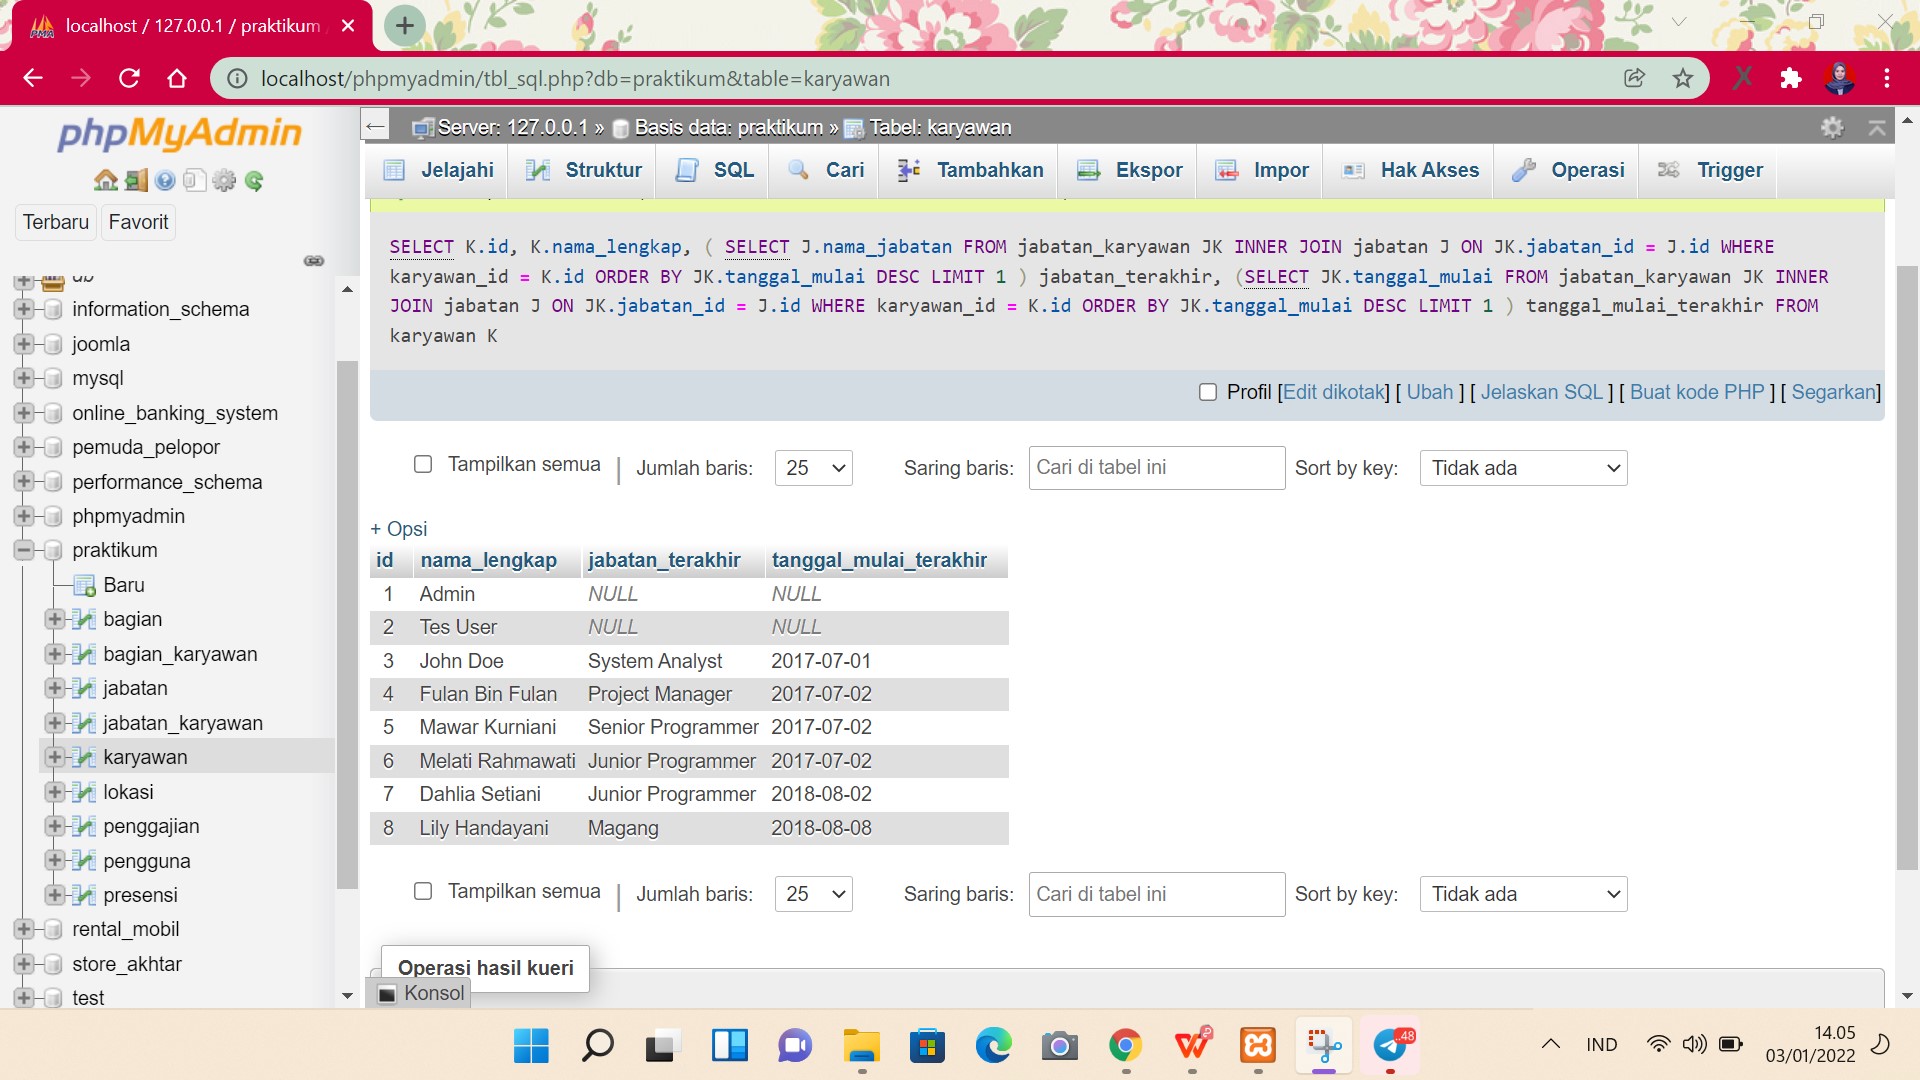 localhost / 127.0.0.1 / praktikum
localhost/phpmyadmin/tbl_sql.php?db=praktikum&table=karyawan
phpMyAdmin
Terbaru
Favorit
db
information_schema
joomla
mysql
online_banking_system
pemuda_pelopor
performance_schema
phpmyadmin
praktikum
Baru
bagian
bagian_karyawan
jabatan
jabatan_karyawan
karyawan
lokasi
penggajian
pengguna
presensi
rental_mobil
store_akhtar
test
Server: 127.0.0.1 » Basis data: praktikum » Tabel: karyawan
Jelajahi Struktur SQL Cari Tambahkan Ekspor Impor Hak Akses Operasi Trigger
SELECT K.id, K.nama_lengkap, ( SELECT J.nama_jabatan FROM jabatan_karyawan JK INNER JOIN jabatan J ON JK.jabatan_id = J.id WHERE
karyawan_id = K.id ORDER BY JK.tanggal_mulai DESC LIMIT 1 ) jabatan_terakhir, (SELECT JK.tanggal_mulai FROM jabatan_karyawan JK INNER
JOIN jabatan J ON JK.jabatan_id = J.id WHERE karyawan_id = K.id ORDER BY JK.tanggal_mulai DESC LIMIT 1 ) tanggal_mulai_terakhir FROM
karyawan K
Profil [Edit dikotak] [ Ubah ] [ Jelaskan SQL ] [ Buat kode PHP ] [ Segarkan]
Tampilkan semua | Jumlah baris: 25 Saring baris: Cari di tabel ini Sort by key: Tidak ada
+ Opsi
id nama_lengkap jabatan_terakhir tanggal_mulai_terakhir
1 Admin NULL NULL
2 Tes User NULL NULL
3 John Doe System Analyst 2017-07-01
4 Fulan Bin Fulan Project Manager 2017-07-02
5 Mawar Kurniani Senior Programmer 2017-07-02
6 Melati Rahmawati Junior Programmer 2017-07-02
7 Dahlia Setiani Junior Programmer 2018-08-02
8 Lily Handayani Magang 2018-08-08
Tampilkan semua | Jumlah baris: 25 Saring baris: Cari di tabel ini Sort by key: Tidak ada
Operasi hasil kueri
Konsol
48
IND
14.05
03/01/2022